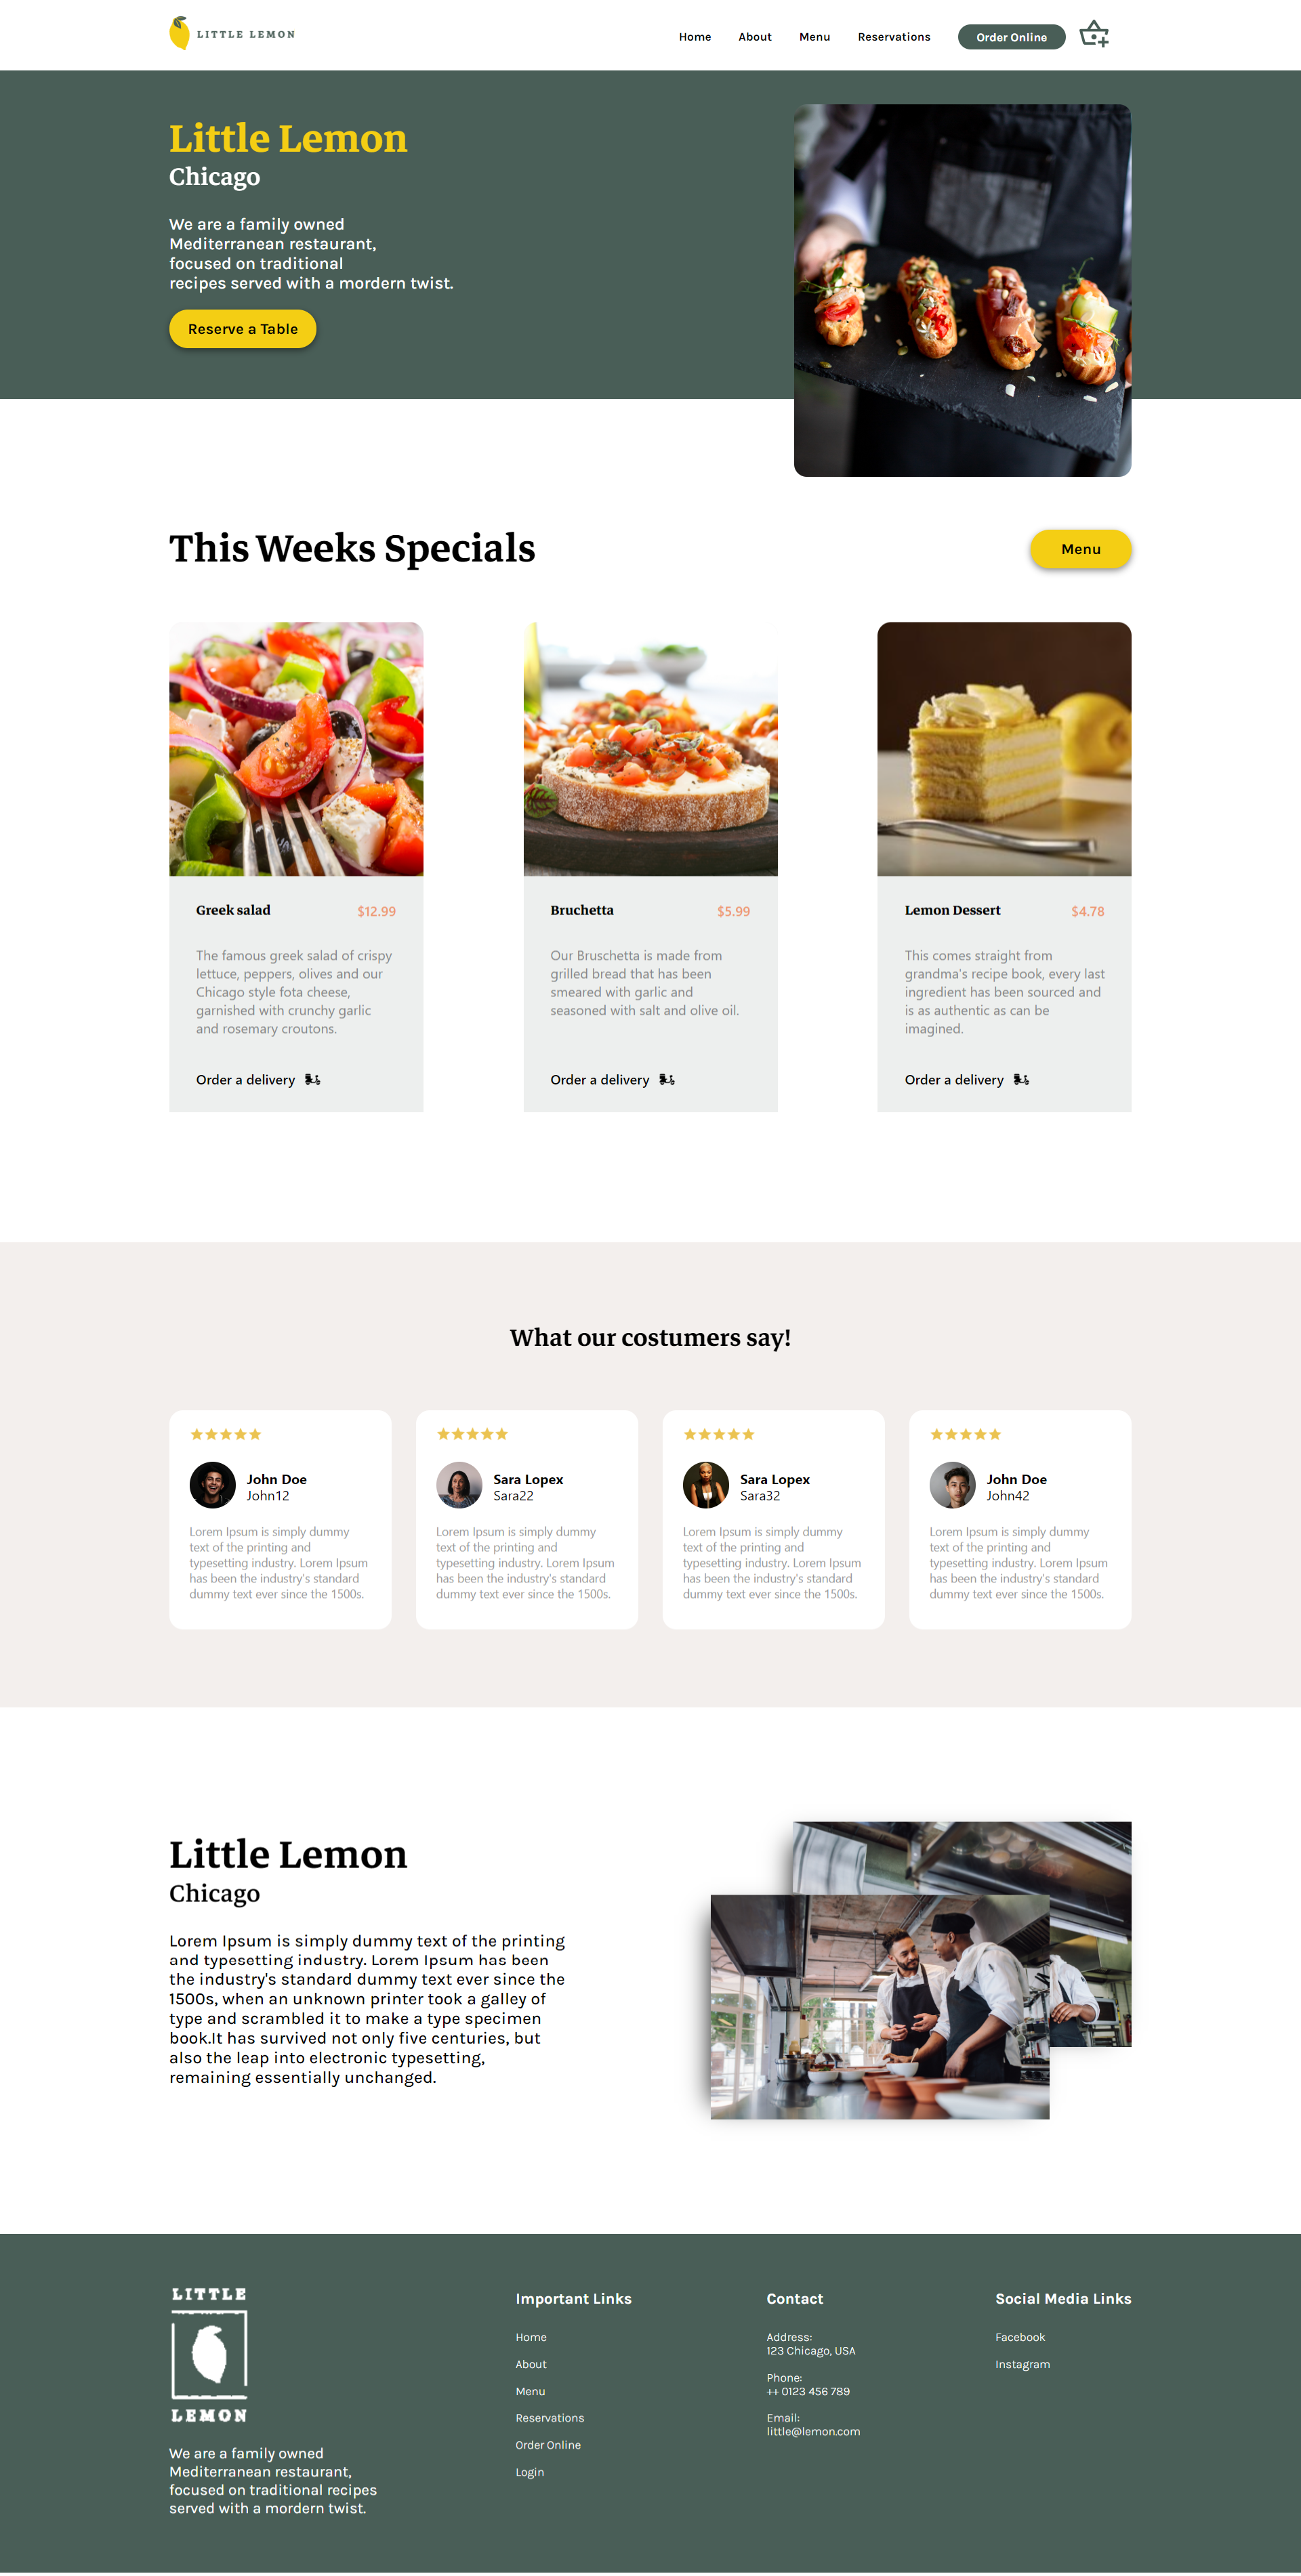 LITTLE LEMON
Home About Menu Reservations Order Online
Little Lemon
Chicago
We are a family owned
Mediterranean restaurant,
focused on traditional
recipes served with a mordern twist.
Reserve a Table
This Weeks Specials
Menu
Greek salad $12.99
The famous greek salad of crispy
lettuce, peppers, olives and our
Chicago style fota cheese,
garnished with crunchy garlic
and rosemary croutons.
Order a delivery
Bruchetta $5.99
Our Bruschetta is made from
grilled bread that has been
smeared with garlic and
seasoned with salt and olive oil.
Order a delivery
Lemon Dessert $4.78
This comes straight from
grandma's recipe book, every last
ingredient has been sourced and
is as authentic as can be
imagined.
Order a delivery
What our costumers say!
John Doe
John12
Lorem Ipsum is simply dummy
text of the printing and
typesetting industry. Lorem Ipsum
has been the industry's standard
dummy text ever since the 1500s.
Sara Lopex
Sara22
Lorem Ipsum is simply dummy
text of the printing and
typesetting industry. Lorem Ipsum
has been the industry's standard
dummy text ever since the 1500s.
Sara Lopex
Sara32
Lorem Ipsum is simply dummy
text of the printing and
typesetting industry. Lorem Ipsum
has been the industry's standard
dummy text ever since the 1500s.
John Doe
John42
Lorem Ipsum is simply dummy
text of the printing and
typesetting industry. Lorem Ipsum
has been the industry's standard
dummy text ever since the 1500s.
Little Lemon
Chicago
Lorem Ipsum is simply dummy text of the printing
and typesetting industry. Lorem Ipsum has been
the industry's standard dummy text ever since the
1500s, when an unknown printer took a galley of
type and scrambled it to make a type specimen
book.It has survived not only five centuries, but
also the leap into electronic typesetting,
remaining essentially unchanged.
LITTLE
LEMON
We are a family owned
Mediterranean restaurant,
focused on traditional recipes
served with a mordern twist.
Important Links
Home
About
Menu
Reservations
Order Online
Login
Contact
Address:
123 Chicago, USA
Phone:
++ 0123 456 789
Email:
little@lemon.com
Social Media Links
Facebook
Instagram